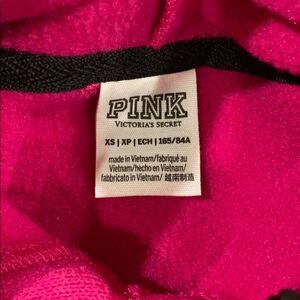 PINK
VICTORIA'S SECRET
XS | XP | ECH | 165/84A
made in Vietnam/fabriqué au
Vietnam/hecho en Vietnam/
fabbricato in Vietnam/ 越南制造